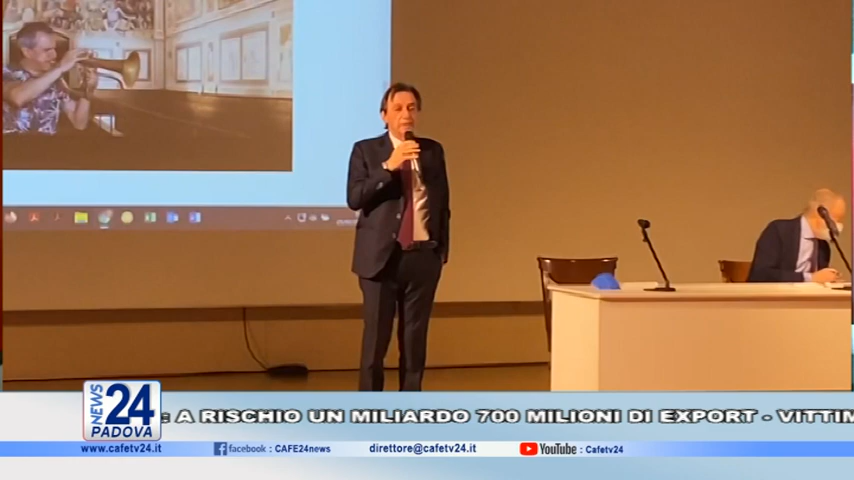 NEWS
24
PADOVA
: A RISCHIO UN MILIARDO 700 MILIONI DI EXPORT - VITTIM
www.cafetv24.it
facebook : CAFE24news
direttore@cafetv24.it
YouTube : Cafetv24